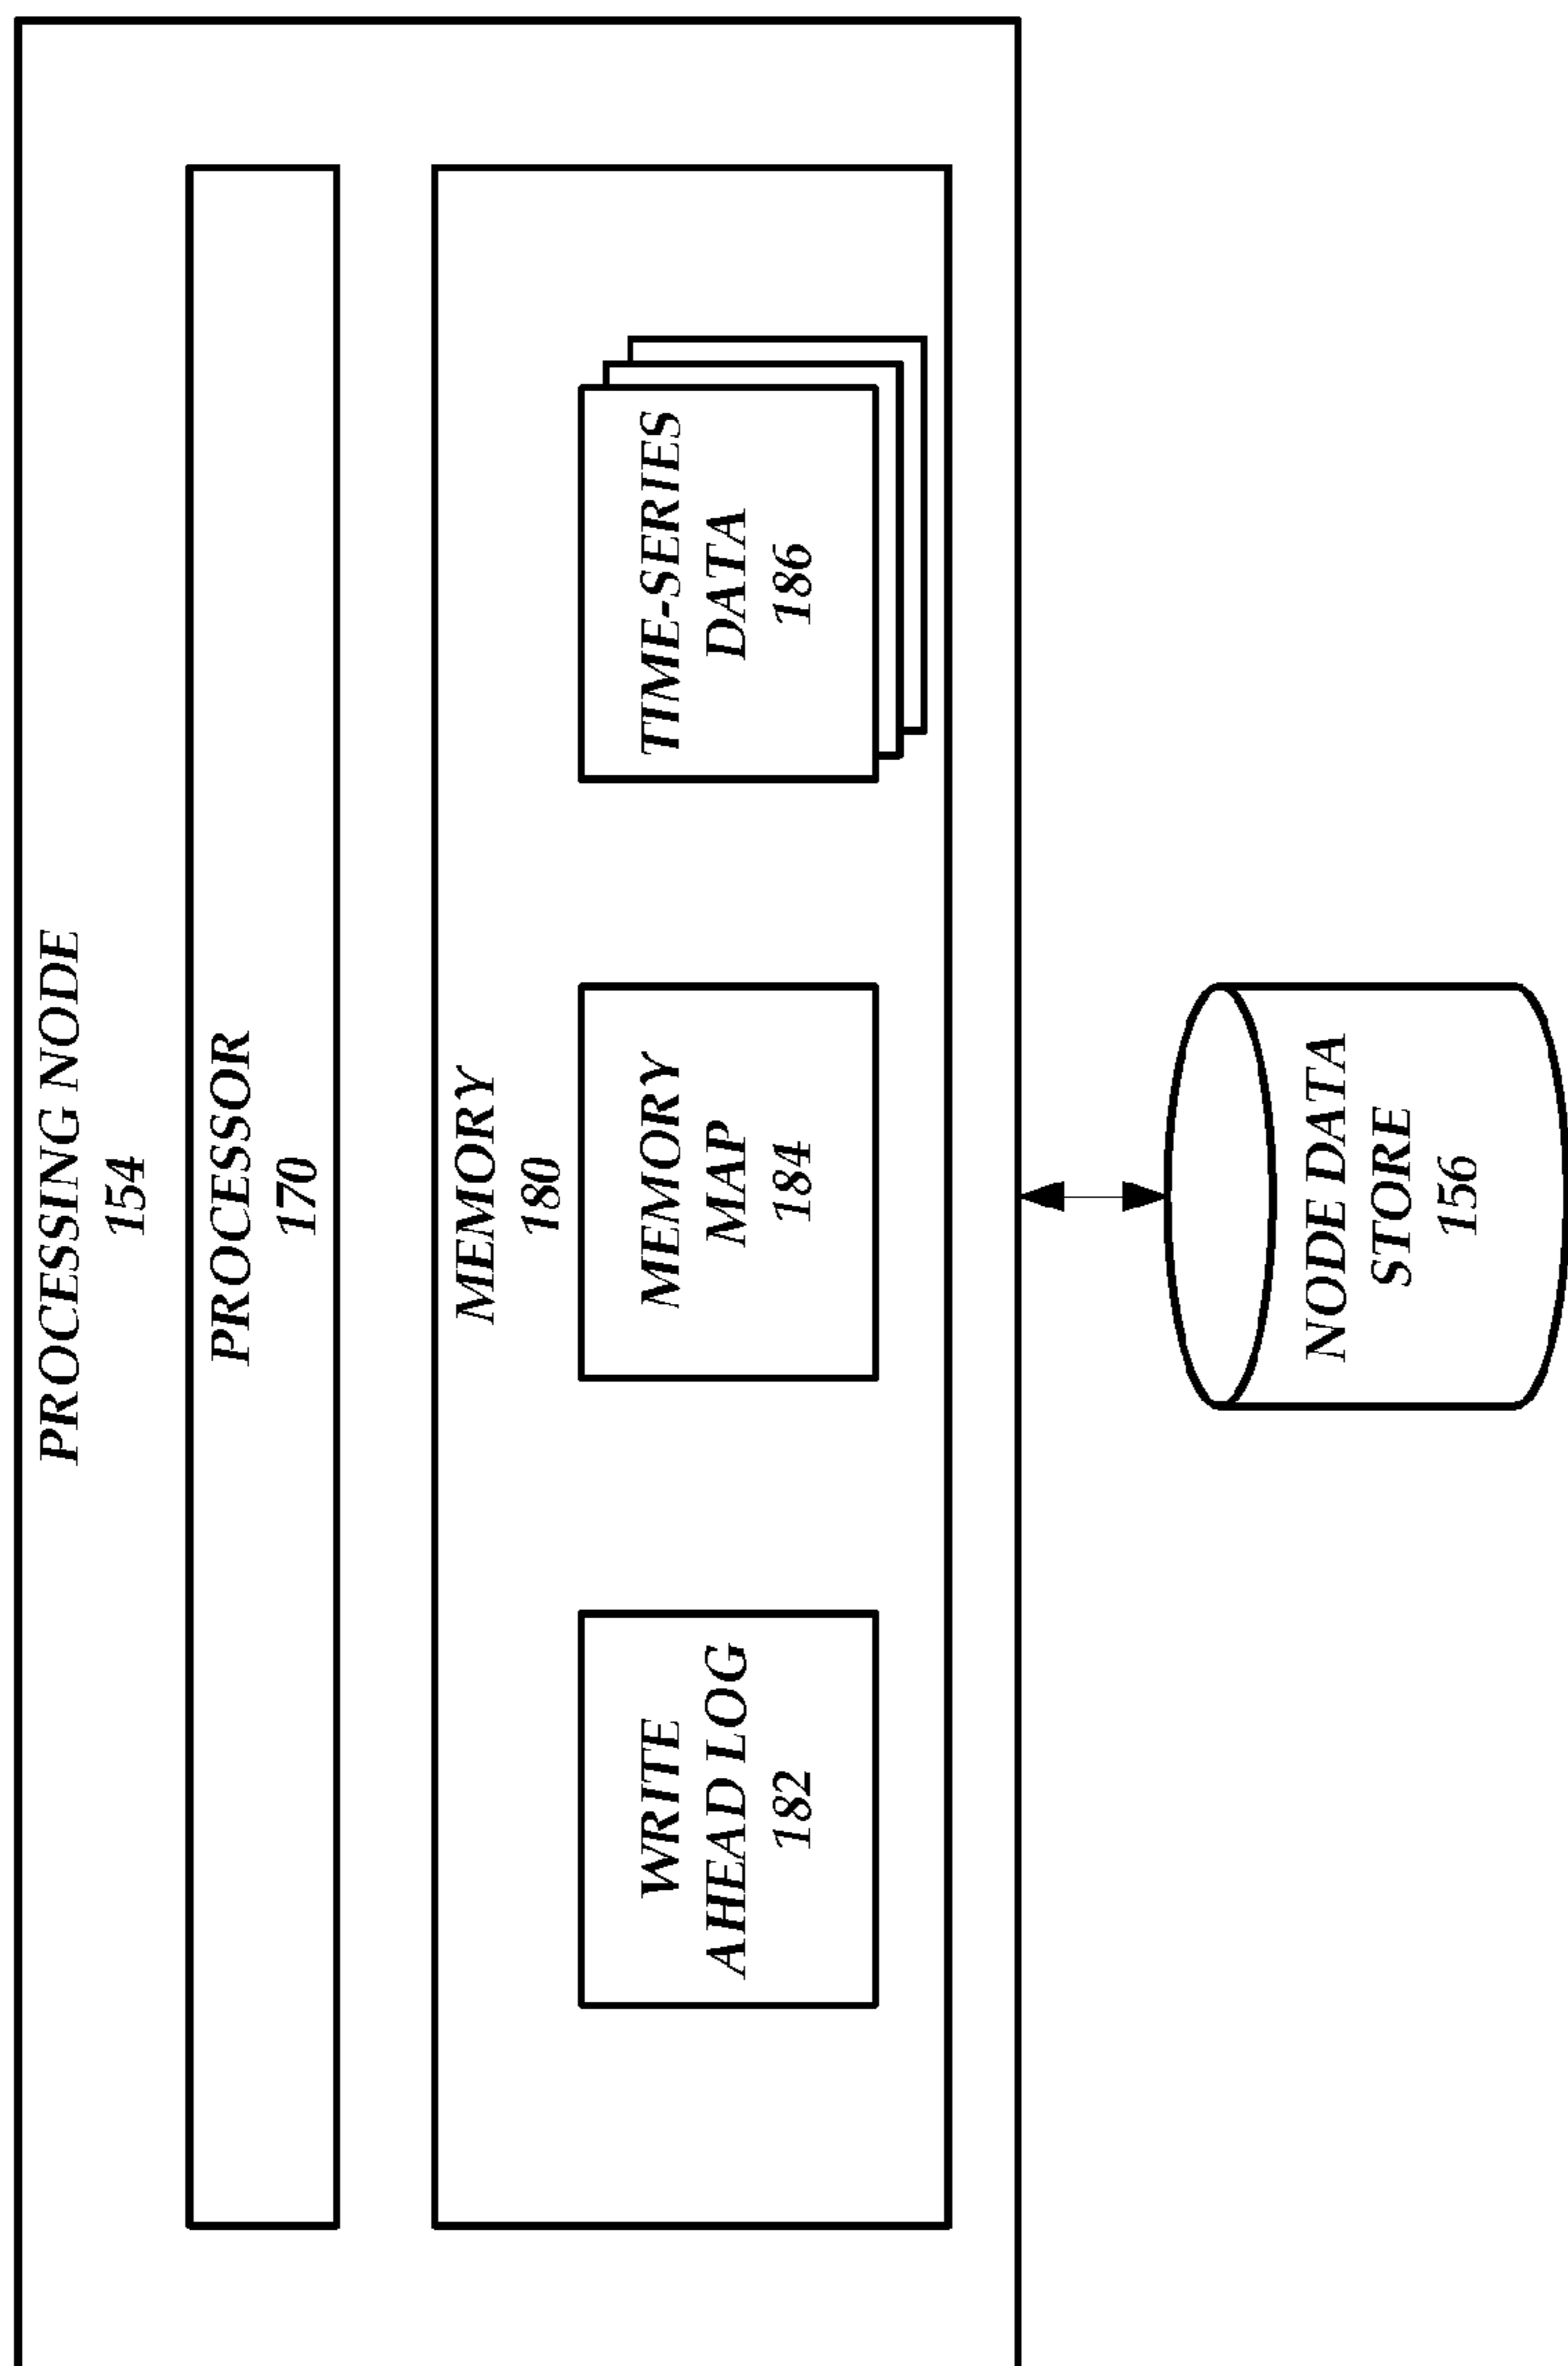 PROCESSING NODE
154
PROCESSOR
170
MEMORY
180
WRITE
AHEAD LOG
182
MEMORY
MAP
184
TIME-SERIES
DATA
186
NODE DATA
STORE
156